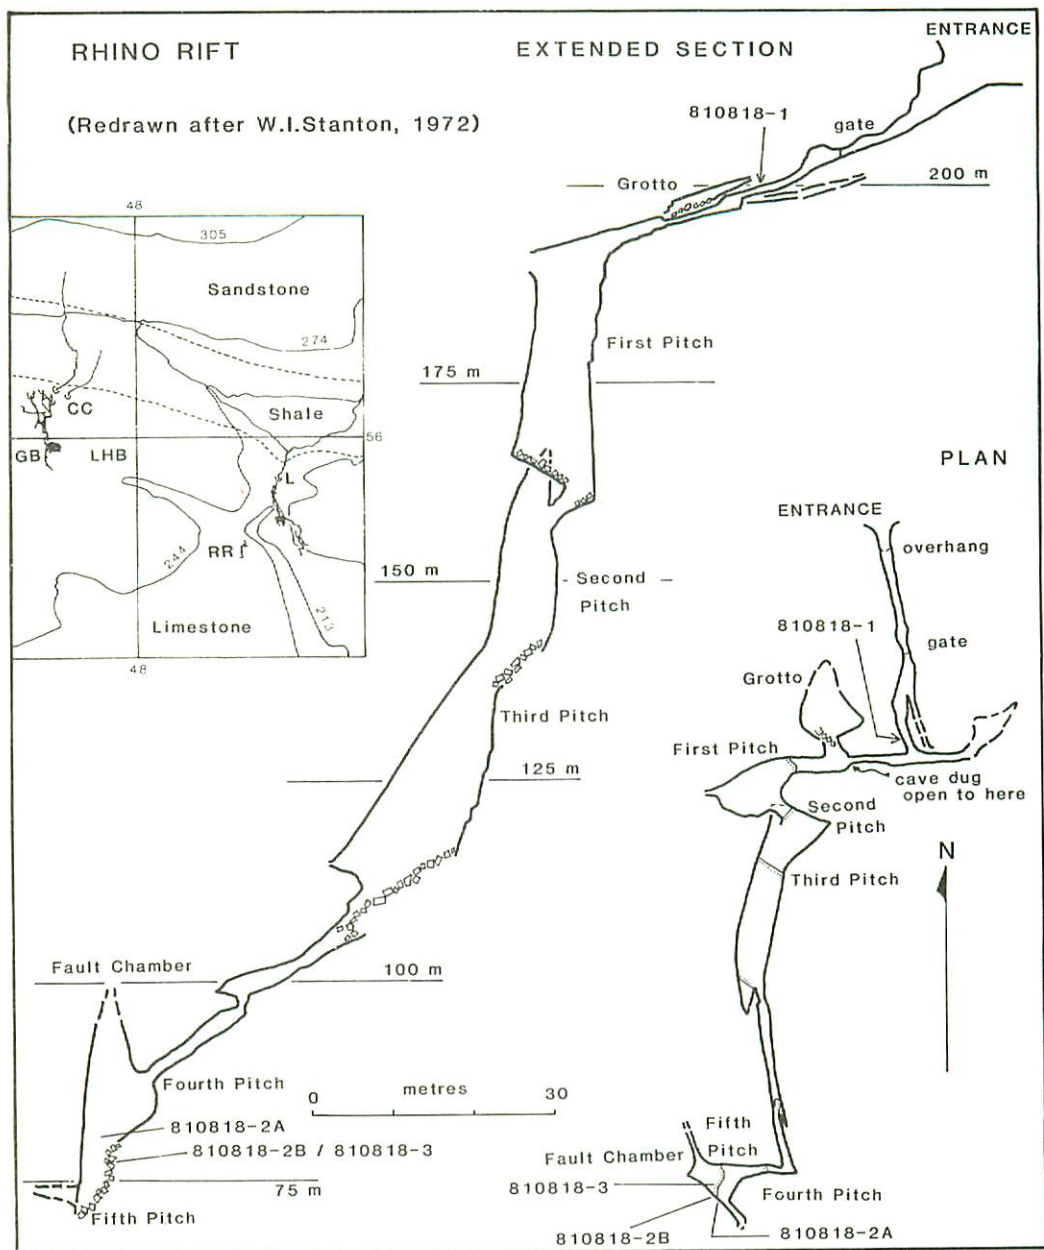 RHINO RIFT
EXTENDED SECTION
ENTRANCE
(Redrawn after W.I.Stanton, 1972)
810818-1
gate
Grotto
200 m
48
305
Sandstone
274
First Pitch
175 m
CC
Shale
56
GB
LHB
L
RR
244
213
Limestone
48
150 m
Second
Pitch
Third Pitch
125 m
Fault Chamber
100 m
Fourth Pitch
0 metres 30
810818-2A
810818-2B / 810818-3
75 m
Fifth Pitch
PLAN
ENTRANCE
overhang
810818-1
gate
Grotto
First Pitch
cave dug
open to here
Second
Pitch
N
Third Pitch
Fifth
Pitch
Fault Chamber
810818-3
Fourth Pitch
810818-2B
810818-2A